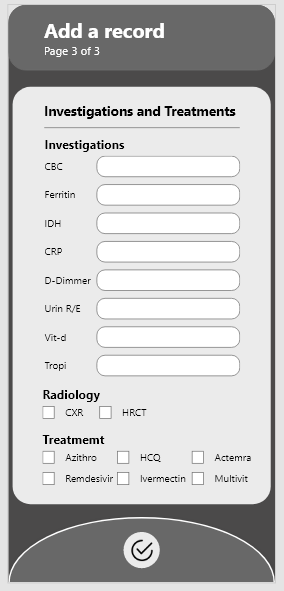 Add a record
Page 3 of 3
Investigations and Treatments
Investigations
CBC
Ferritin
IDH
CRP
D-Dimmer
Urin R/E
Vit-d
Tropi
Radiology
CXR HRCT
Treatmemt
Azithro HCQ Actemra
Remdesivir Ivermectin Multivit